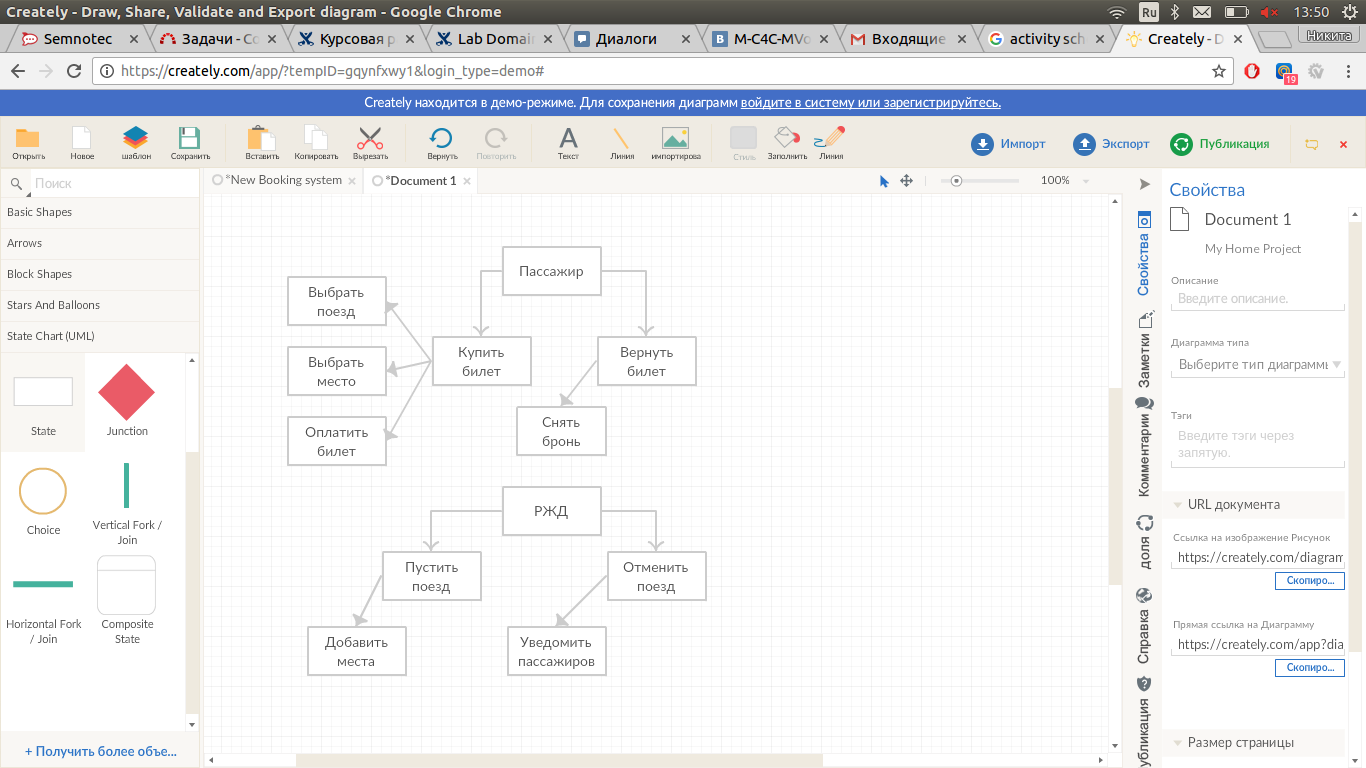 Creately - Draw, Share, Validate and Export diagram - Google Chrome
Ru
13:50
Semnotec
Задачи - Со
Курсовая р
Lab Domai
Диалоги
M-C4C-MVo
Входящие
activity sch
Creately - D
Никита
https://creately.com/app/?tempID=gqynfxwy1&login_type=demo#
19
Creately находится в демо-режиме. Для сохранения диаграмм войдите в систему или зарегистрируйтесь.
Открыть
Новое
шаблон
Сохранить
Вставить
Копировать
Вырезать
Вернуть
Повторить
Текст
Линия
импортирова
Стиль
Заполнить
Линия
Импорт
Экспорт
Публикация
Поиск
*New Booking system
*Document 1
100%
Basic Shapes
Arrows
Block Shapes
Stars And Balloons
State Chart (UML)
State
Junction
Choice
Vertical Fork /
Join
Horizontal Fork
/ Join
Composite
State
+ Получить более объе...
Пассажир
Выбрать
поезд
Выбрать
место
Оплатить
билет
Купить
билет
Вернуть
билет
Снять
бронь
РЖД
Пустить
поезд
Отменить
поезд
Добавить
места
Уведомить
пассажиров
Свойства
Заметки
Комментарии
доля
Справка
убликация
Свойства
Document 1
My Home Project
Описание
Введите описание.
Диаграмма типа
Выберите тип диаграммь
Тэги
Введите тэги через
запятую.
URL документа
Ссылка на изображение Рисунок
https://creately.com/diagram
Скопиро...
Прямая ссылка на Диаграмму
https://creately.com/app?dia
Скопиро...
Размер страницы